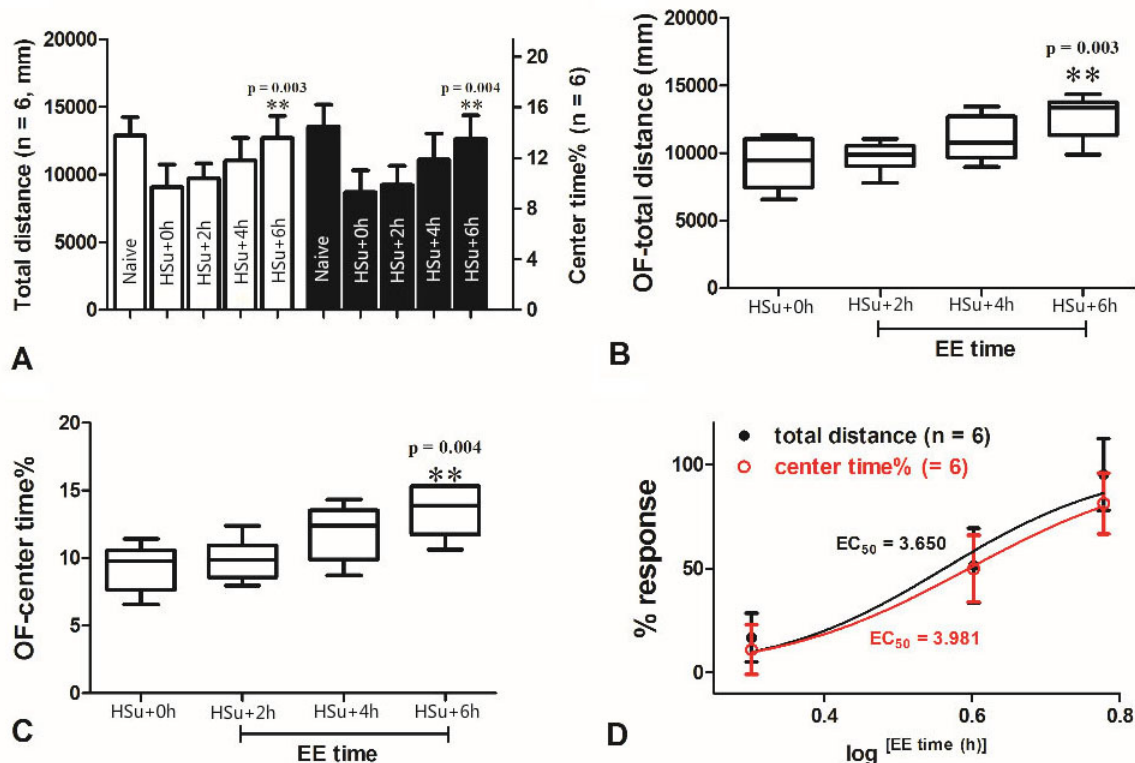 20000
15000
10000
5000
0
Total distance (n = 6, mm)
p = 0.003
**
p = 0.004
**
Naive
HSu+0h
HSu+2h
HSu+4h
HSu+6h
Naive
HSu+0h
HSu+2h
HSu+4h
HSu+6h
20
16
12
8
4
0
Center time% (n = 6)
A
20000
15000
10000
5000
0
OF-total distance (mm)
p = 0.003
**
HSu+0h HSu+2h HSu+4h HSu+6h
EE time
B
20
15
10
5
0
OF-center time%
p = 0.004
**
HSu+0h HSu+2h HSu+4h HSu+6h
EE time
C
total distance (n = 6)
center time% (= 6)
100
50
0
% response
EC50 = 3.650
EC50 = 3.981
0.4 0.6 0.8
log [EE time (h)]
D